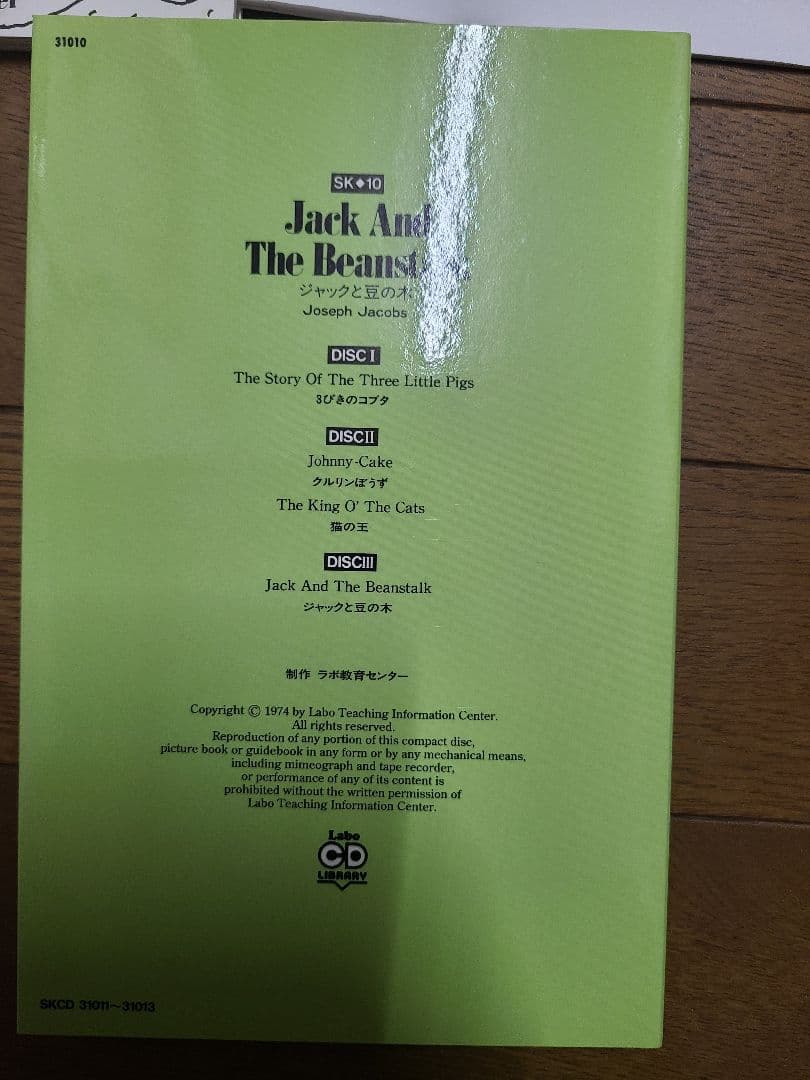 31010
SK◆10
Jack And
The Beanst
ジャックと豆の木
Joseph Jacobs
DISC I
The Story Of The Three Little Pigs
3びきのコブタ
DISC II
Johnny-Cake
クルリンぼうず
The King O' The Cats
猫の王
DISC III
Jack And The Beanstalk
ジャックと豆の木
制作 ラボ教育センター
Copyright © 1974 by Labo Teaching Information Center.
All rights reserved.
Reproduction of any portion of this compact disc,
picture book or guidebook in any form or by any mechanical means,
including mimeograph and tape recorder,
or performance of any of its content is
prohibited without the written permission of
Labo Teaching Information Center.
Labo
CD
LIBRARY
SKCD 31011〜31013